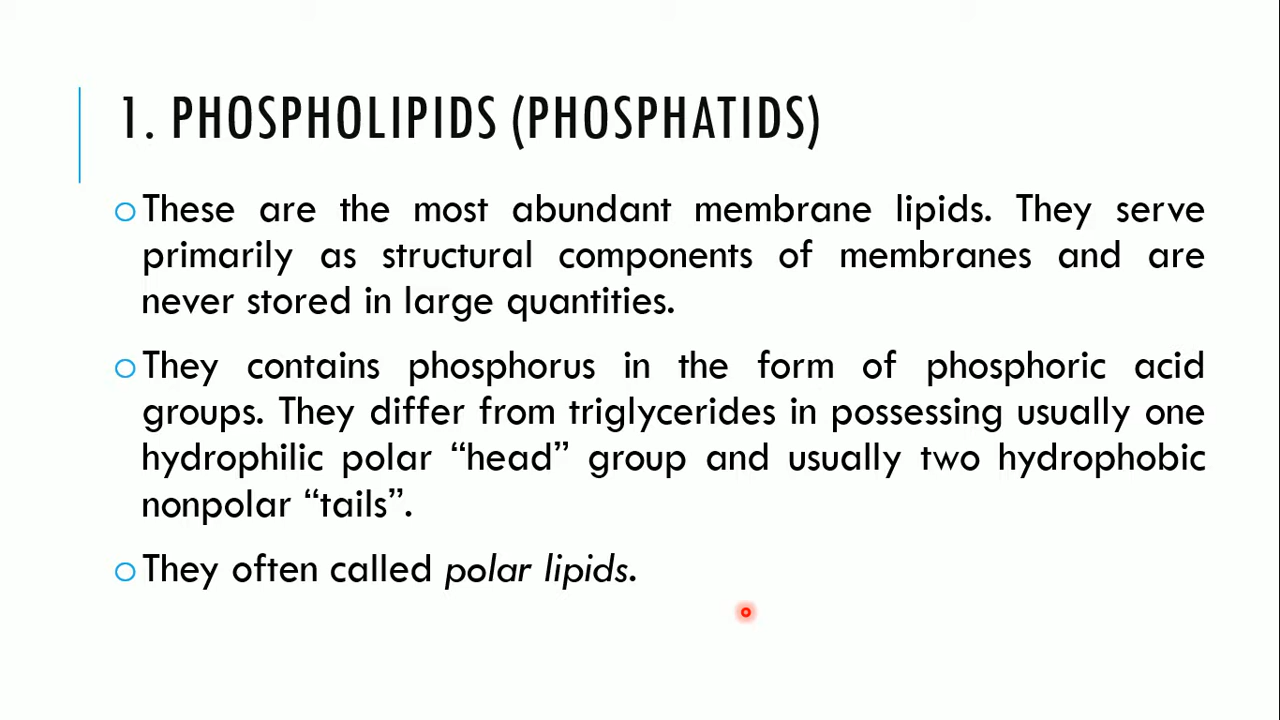 1. PHOSPHOLIPIDS (PHOSPHATIDS)
These are the most abundant membrane lipids. They serve
primarily as structural components of membranes and are
never stored in large quantities.
They contains phosphorus in the form of phosphoric acid
groups. They differ from triglycerides in possessing usually one
hydrophilic polar “head” group and usually two hydrophobic
nonpolar “tails”.
They often called polar lipids.